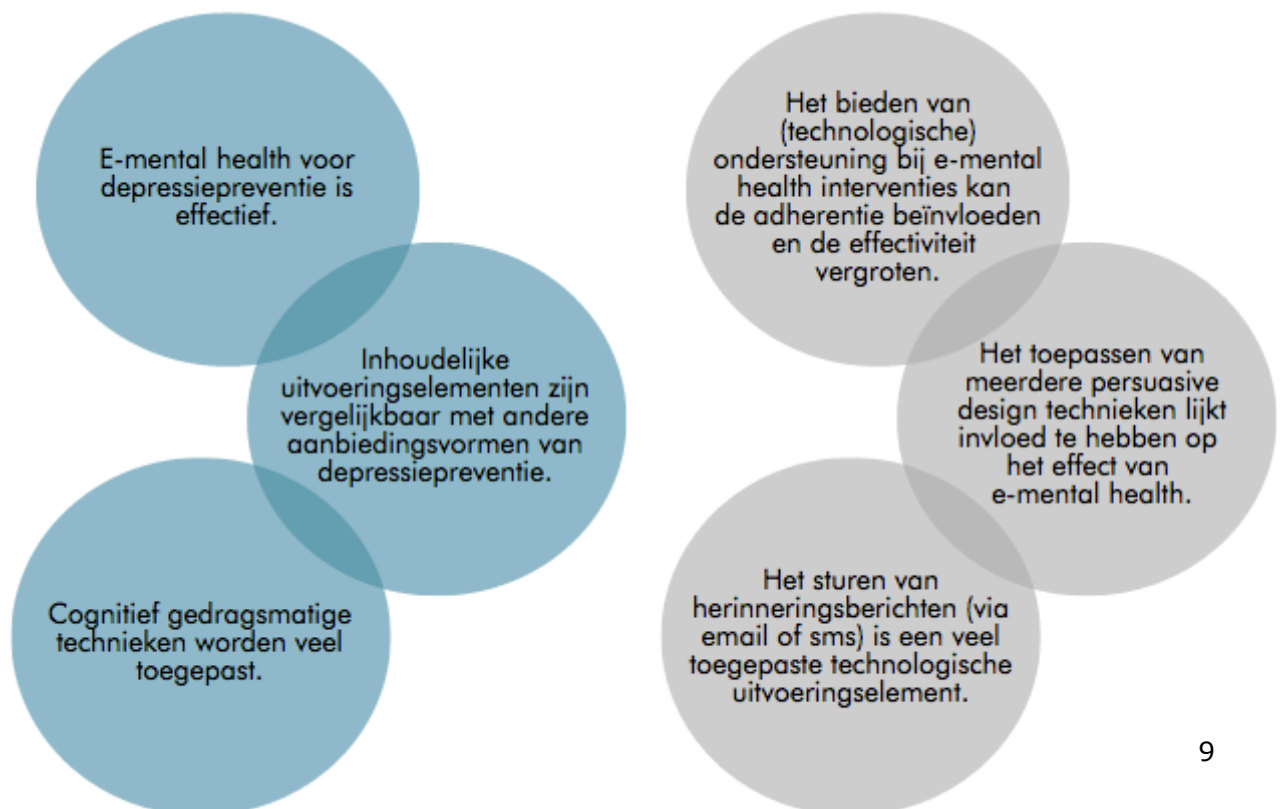 E-mental health voor
depressiepreventie is
effectief.
Inhoudelijke
uitvoeringselementen zijn
vergelijkbaar met andere
aanbiedingsvormen van
depressiepreventie.
Cognitief gedragsmatige
technieken worden veel
toegepast.
Het bieden van
(technologische)
ondersteuning bij e-mental
health interventies kan
de adherentie beïnvloeden
en de effectiviteit
vergroten.
Het toepassen van
meerdere persuasive
design technieken lijkt
invloed te hebben op
het effect van
e-mental health.
Het sturen van
herinneringsberichten (via
email of sms) is een veel
toegepaste technologische
uitvoeringselement.
9